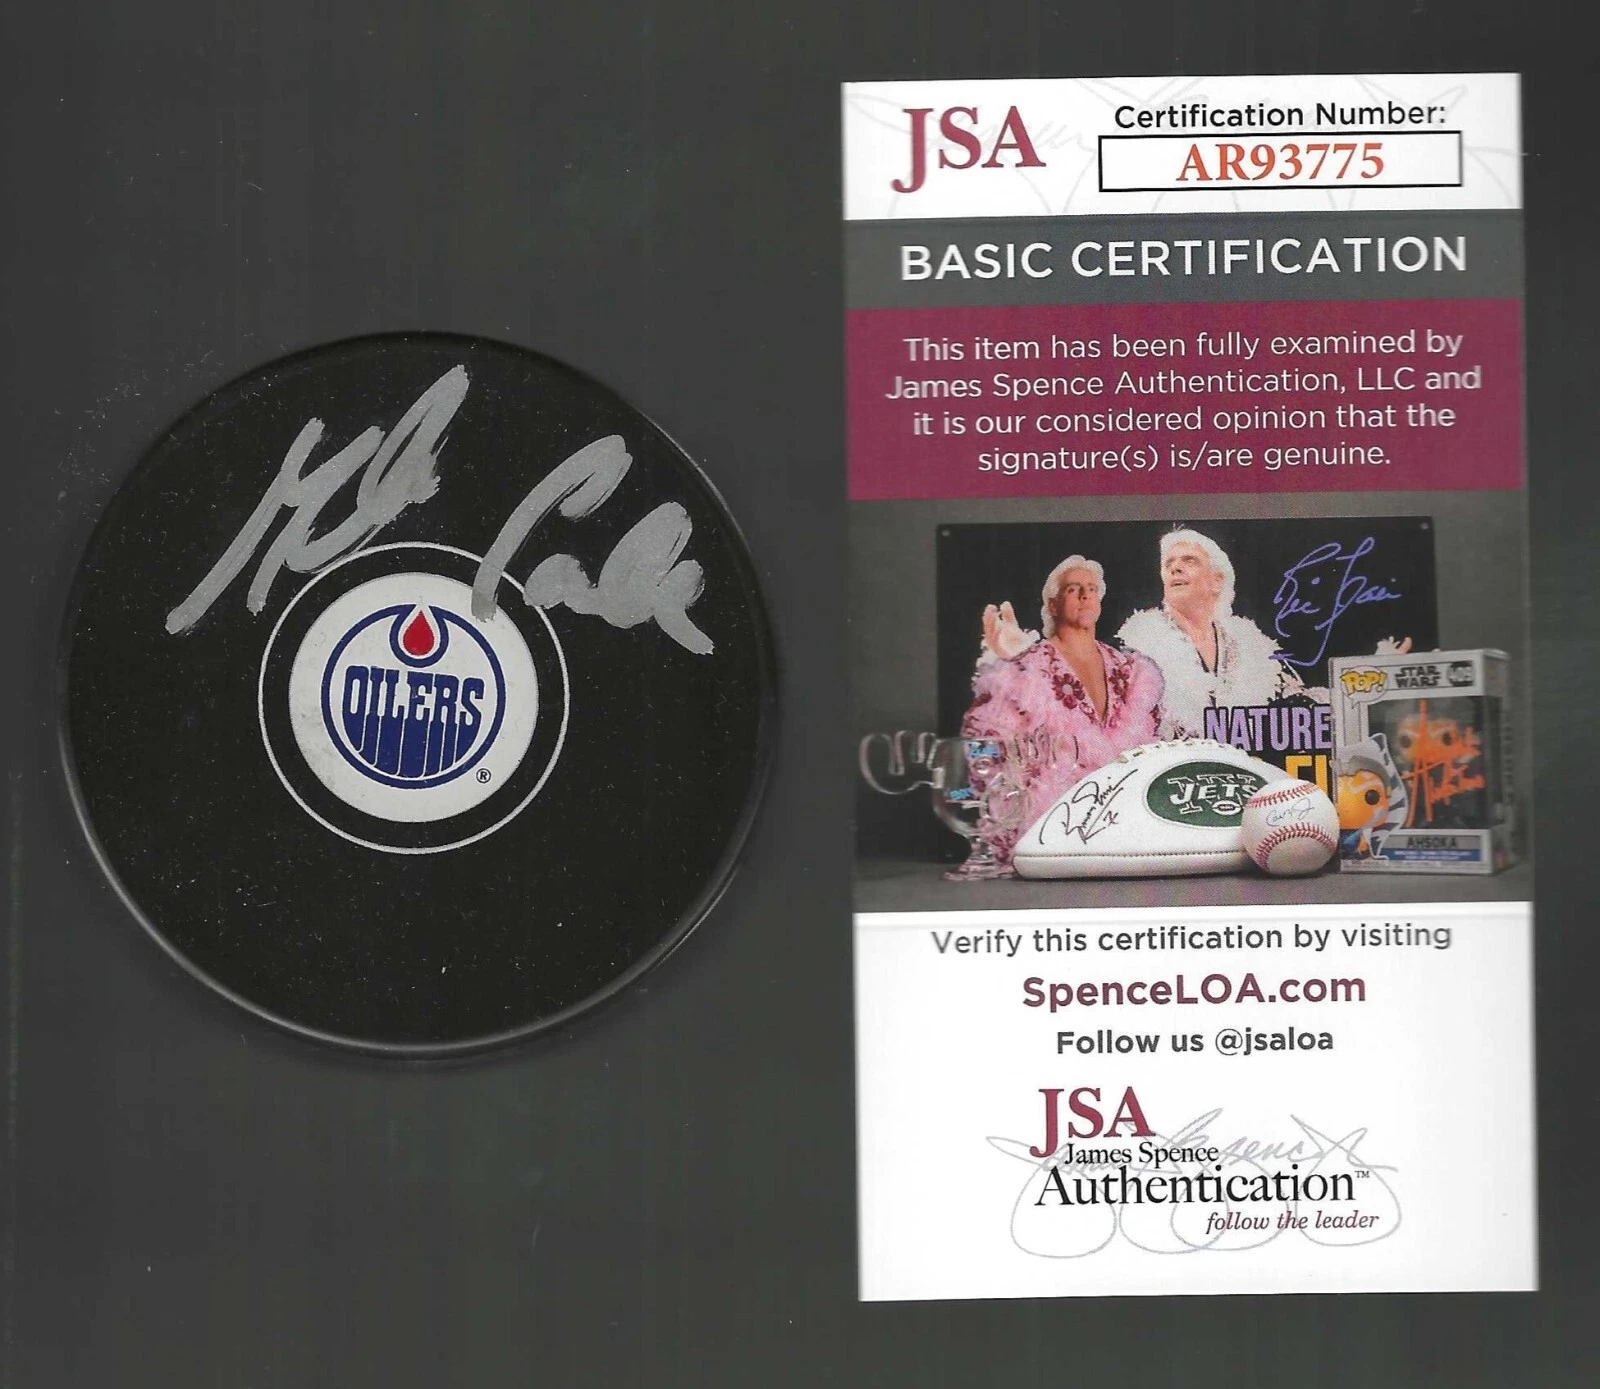 OILERS
®
JSA
Certification Number:
AR93775
BASIC CERTIFICATION
This item has been fully examined by
James Spence Authentication, LLC and
it is our considered opinion that the
signature(s) is/are genuine.
POP!
STAR
WARS
NATURE
JETS
AHSOKA
Verify this certification by visiting
SpenceLOA.com
Follow us @jsaloa
JSA
James Spence
Authentication™
follow the leader